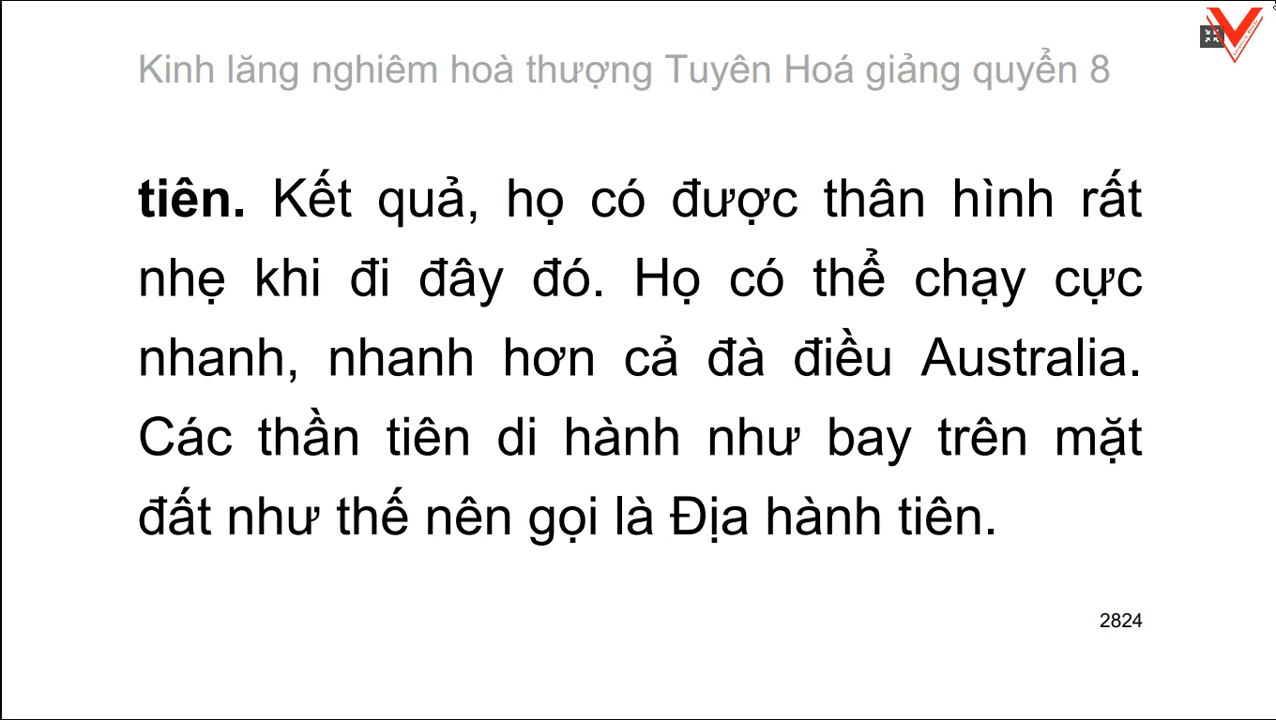 Kinh lăng nghiêm hoà thượng Tuyên Hoá giảng quyển 8
tiên. Kết quả, họ có được thân hình rất
nhẹ khi đi đây đó. Họ có thể chạy cực
nhanh, nhanh hơn cả đà điều Australia.
Các thần tiên di hành như bay trên mặt
đất như thế nên gọi là Địa hành tiên.
2824